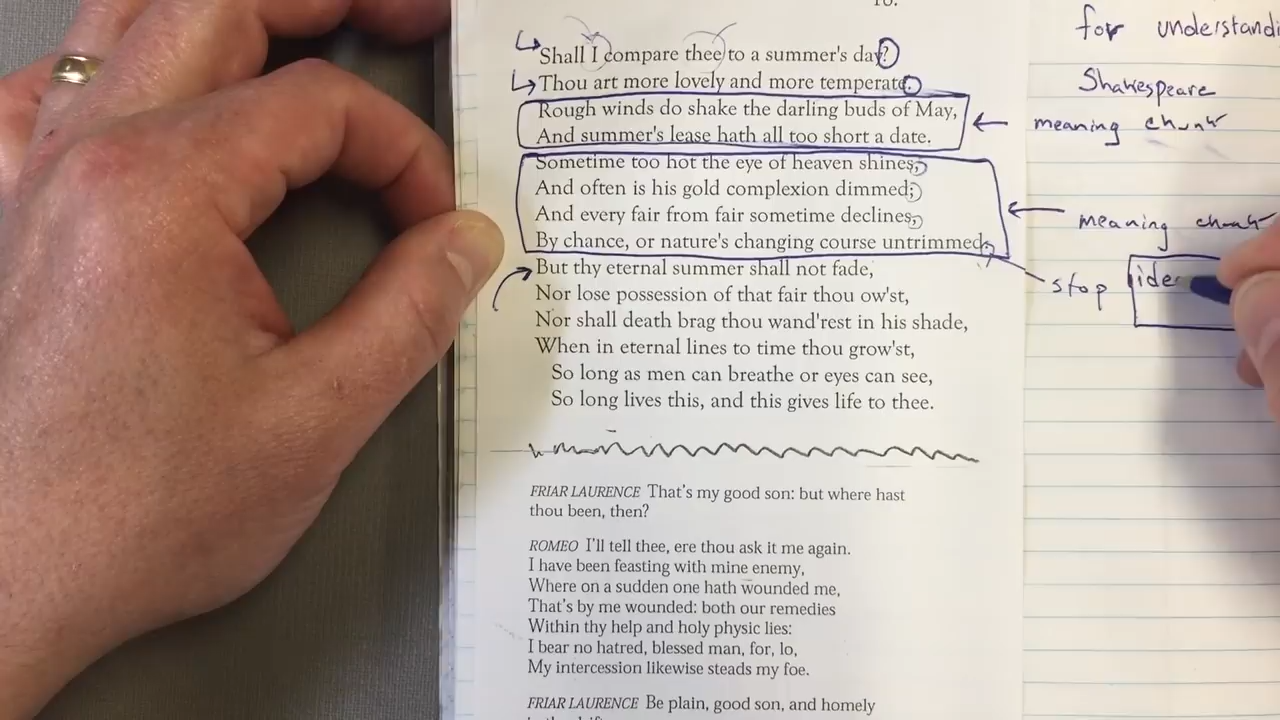 18.
for understandi
Shall I compare thee to a summer's day?
Thou art more lovely and more temperate.
Shakespeare
Rough winds do shake the darling buds of May,
And summer's lease hath all too short a date.
meaning chunk
Sometime too hot the eye of heaven shines,
And often is his gold complexion dimmed;
And every fair from fair sometime declines,
By chance, or nature's changing course untrimmed;
meaning chunk
But thy eternal summer shall not fade,
stop idea
Nor lose possession of that fair thou ow'st,
Nor shall death brag thou wand'rest in his shade,
When in eternal lines to time thou grow'st,
So long as men can breathe or eyes can see,
So long lives this, and this gives life to thee.
FRIAR LAURENCE That's my good son: but where hast
thou been, then?
ROMEO I'll tell thee, ere thou ask it me again.
I have been feasting with mine enemy,
Where on a sudden one hath wounded me,
That's by me wounded: both our remedies
Within thy help and holy physic lies:
I bear no hatred, blessed man, for, lo,
My intercession likewise steads my foe.
FRIAR LAURENCE Be plain, good son, and homely